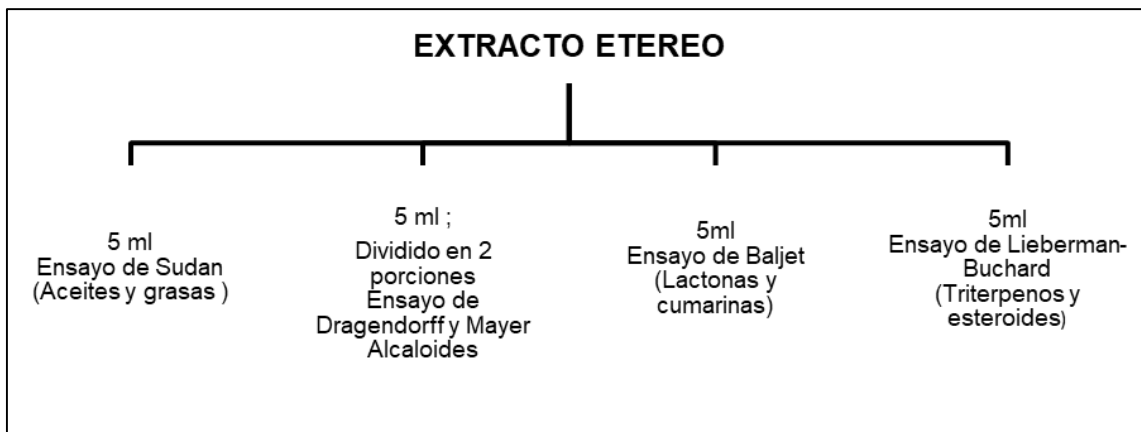 EXTRACTO ETEREO
5 ml
Ensayo de Sudan
(Aceites y grasas )
5 ml ;
Dividido en 2
porciones
Ensayo de
Dragendorff y Mayer
Alcaloides
5ml
Ensayo de Baljet
(Lactonas y
cumarinas)
5ml
Ensayo de Lieberman-
Buchard
(Triterpenos y
esteroides)